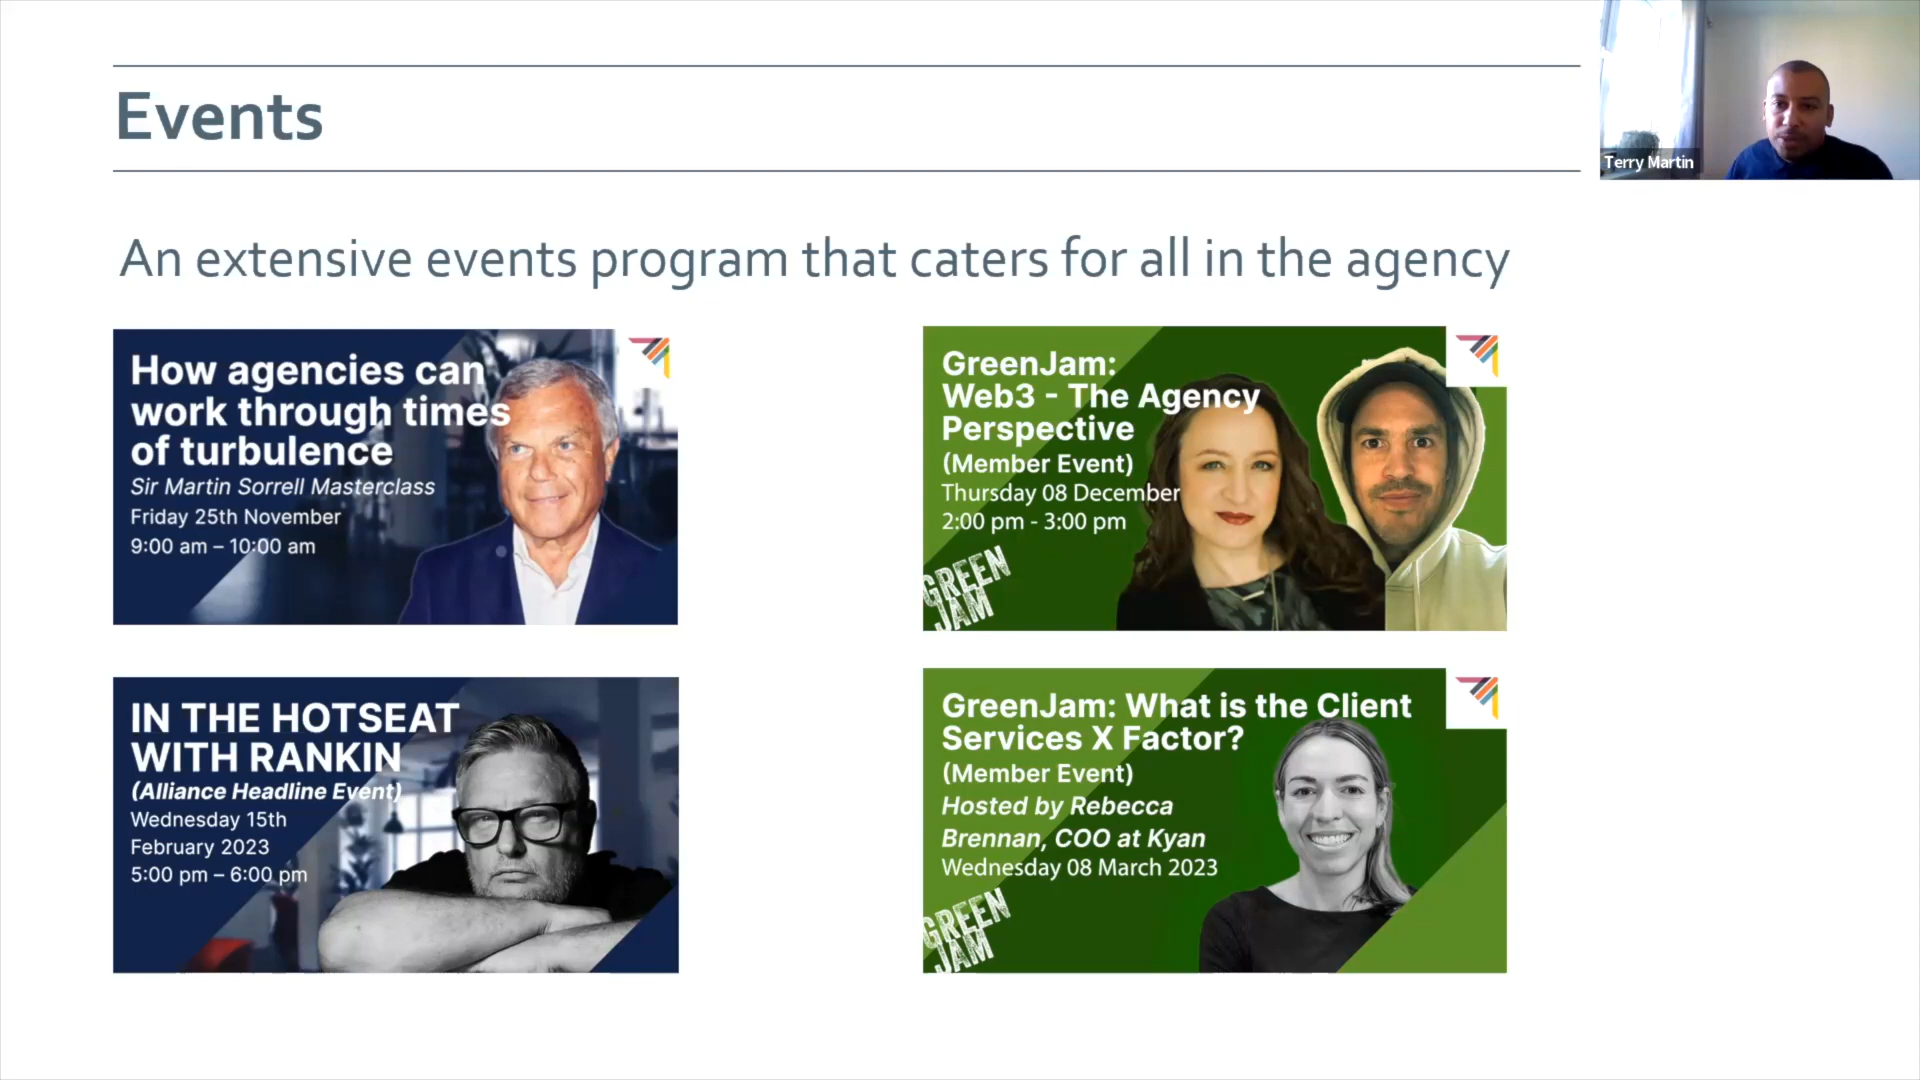 Events
Terry Martin
An extensive events program that caters for all in the agency
How agencies can
work through times
of turbulence
Sir Martin Sorrell Masterclass
Friday 25th November
9:00 am – 10:00 am
GreenJam:
Web3 - The Agency
Perspective
(Member Event)
Thursday 08 December
2:00 pm - 3:00 pm
GREEN
JAM
IN THE HOTSEAT
WITH RANKIN
(Alliance Headline Event)
Wednesday 15th
February 2023
5:00 pm – 6:00 pm
GreenJam: What is the Client
Services X Factor?
(Member Event)
Hosted by Rebecca
Brennan, COO at Kyan
Wednesday 08 March 2023
GREEN
JAM